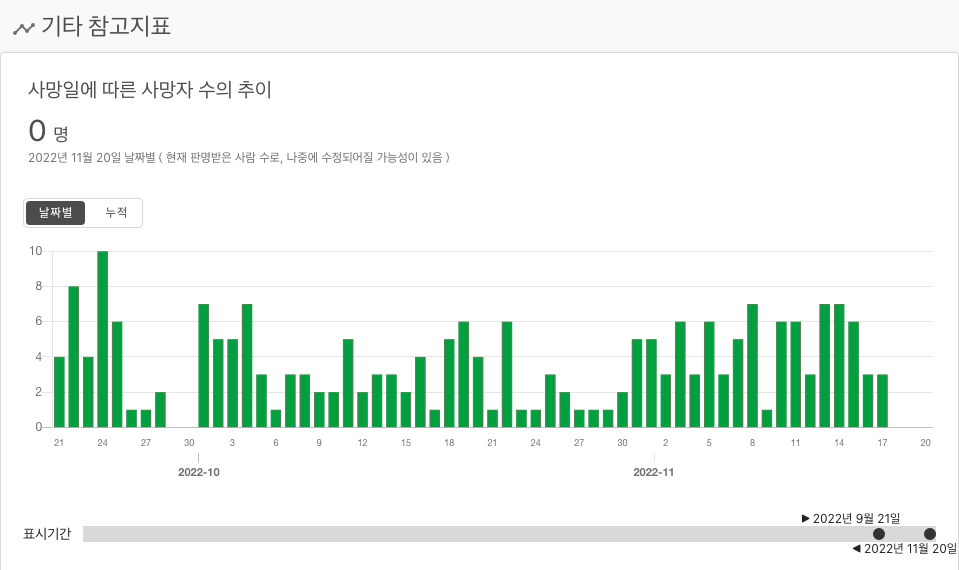 기타 참고지표
사망일에 따른 사망자 수의 추이
0 명
2022년 11월 20일 날짜별 ( 현재 판명받은 사람 수로, 나중에 수정되어질 가능성이 있음 )
날짜별 누적
10
8
6
4
2
0
21 24 27 30 3 6 9 12 15 18 21 24 27 30 2 5 8 11 14 17 20
2022-10 2022-11
▶ 2022년 9월 21일
표시기간
◀ 2022년 11월 20일